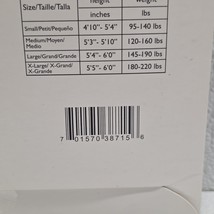 height weight
Size/Taille/Talla inches lbs
Small/Petit/Pequeño 4'10"- 5'4" 95-140 lbs
Medium/Moyen/ Medio 5'3"- 5'10" 120-160 lbs
Large/Grand/Grande 5'4"- 6'0" 145-190 lbs
X-Large/ X-Grand/ X-Grande 5'5"- 6'0" 180-220 lbs
7 01570 38715 6